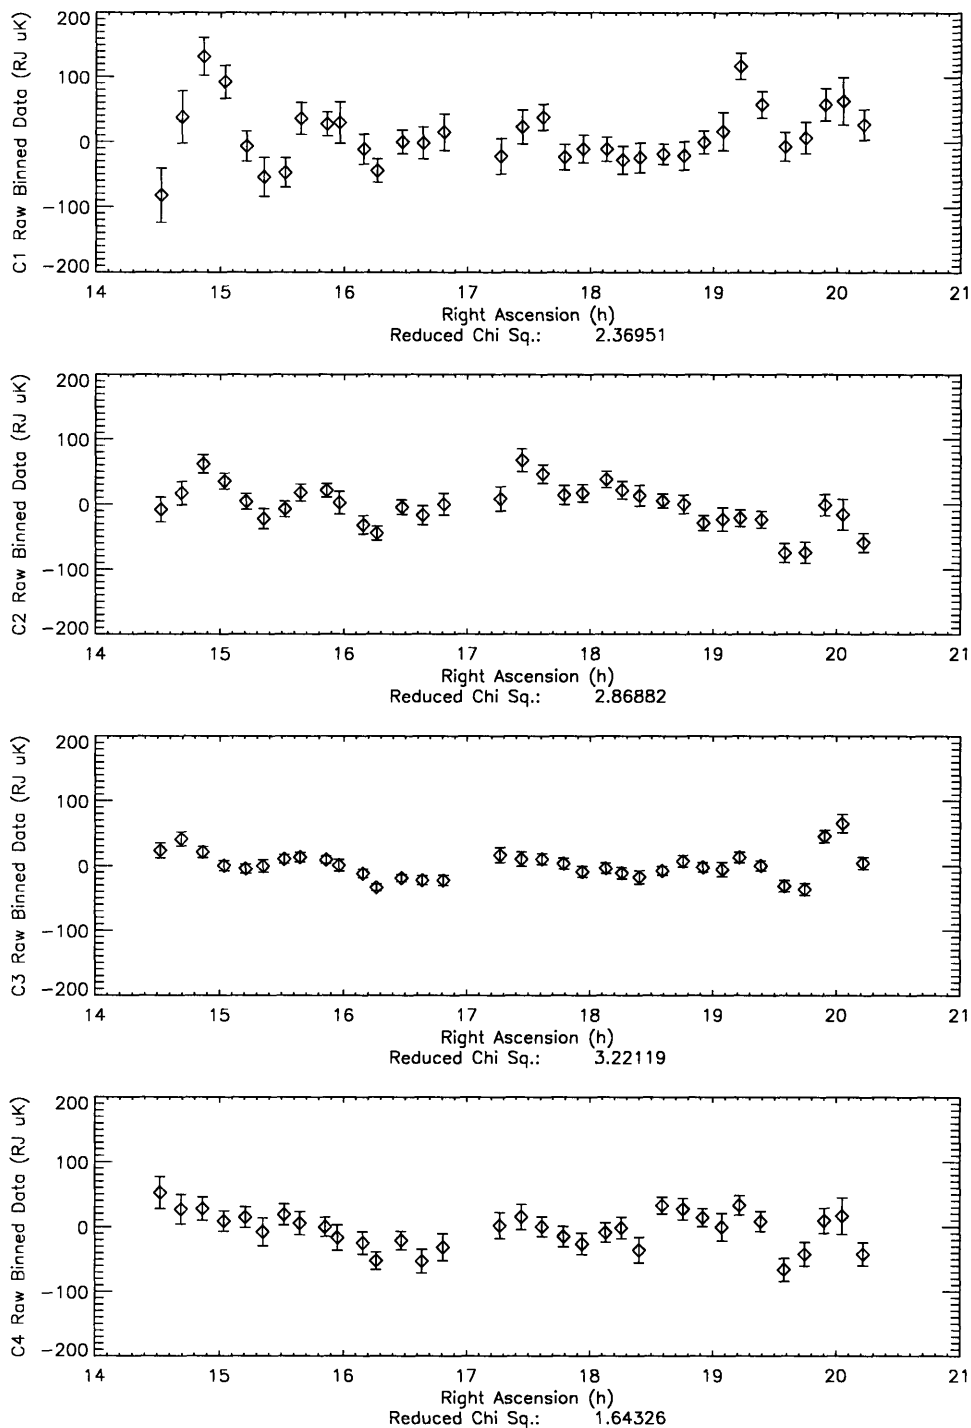 C1 Raw Binned Data (RJ uK)
200
100
0
-100
-200
14 15 16 17 18 19 20 21
Right Ascension (h)
Reduced Chi Sq.: 2.36951
C2 Raw Binned Data (RJ uK)
200
100
0
-100
-200
14 15 16 17 18 19 20 21
Right Ascension (h)
Reduced Chi Sq.: 2.86882
C3 Raw Binned Data (RJ uK)
200
100
0
-100
-200
14 15 16 17 18 19 20 21
Right Ascension (h)
Reduced Chi Sq.: 3.22119
C4 Raw Binned Data (RJ uK)
200
100
0
-100
-200
14 15 16 17 18 19 20 21
Right Ascension (h)
Reduced Chi Sq.: 1.64326